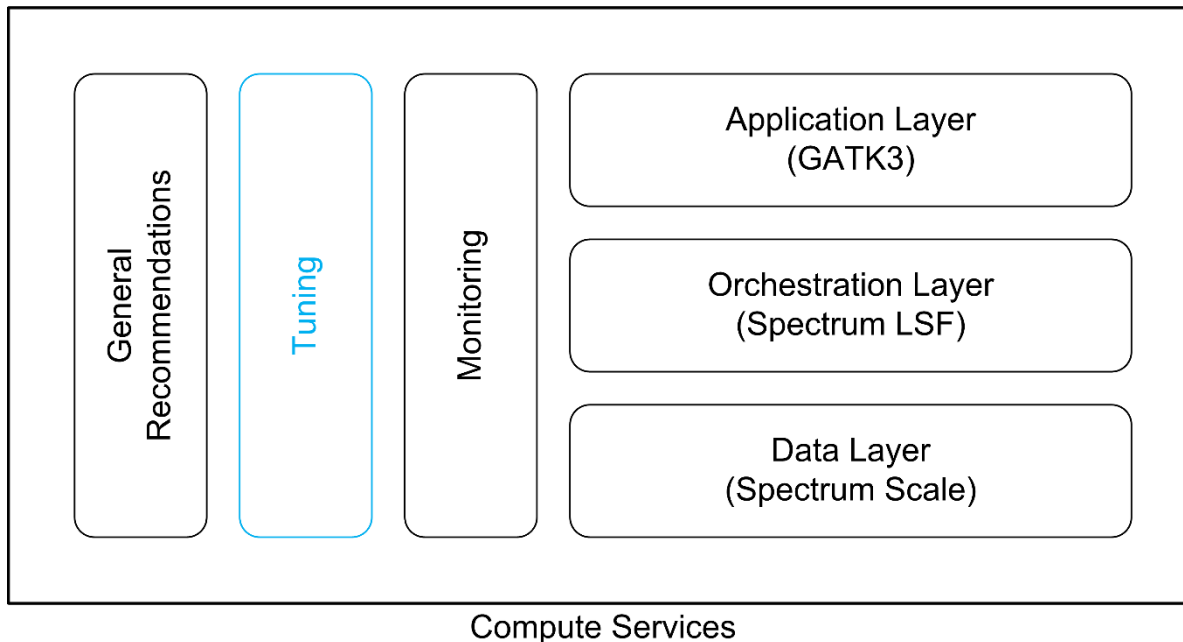 General
Recommendations
Tuning
Monitoring
Application Layer
(GATK3)
Orchestration Layer
(Spectrum LSF)
Data Layer
(Spectrum Scale)
Compute Services